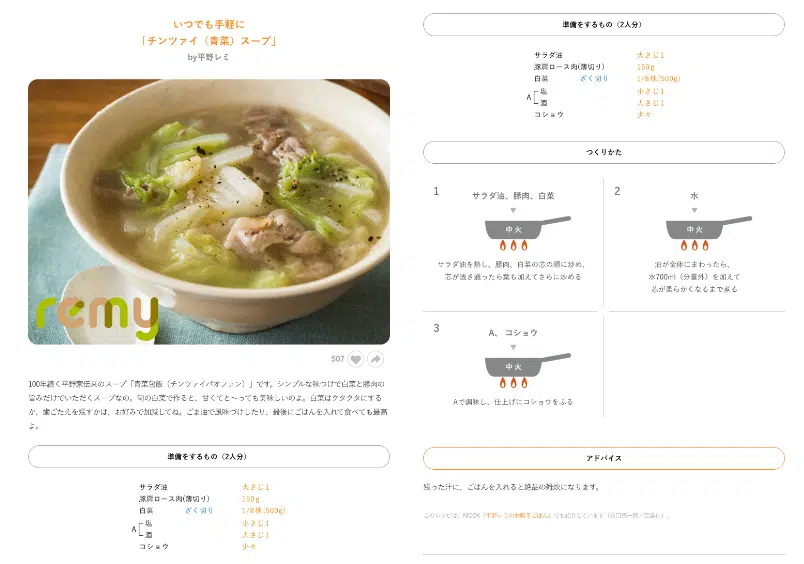 いつでも手軽に
「チンツァイ（青菜）スープ」
by平野レミ
remy
507
100年続く平野家伝来のスープ「青菜包飯（チンツァイパオファン）」です。シンプルな味つけで白菜と豚肉の
旨みだけでいただくスープなの。旬の白菜で作ると、甘くてと〜っても美味しいのよ。白菜はクタクタにする
か、歯ごたえを残すかは、お好みで加減してね。ごま油で風味づけしたり、最後にごはんを入れて食べても最高
よ。
準備をするもの（2人分）
サラダ油 大さじ1
豚肩ロース肉(薄切り) 150g
白菜 ざく切り 1/8株(500g)
A 塩 小さじ1
酒 大さじ1
コショウ 少々
準備をするもの（2人分）
サラダ油 大さじ1
豚肩ロース肉(薄切り) 150g
白菜 ざく切り 1/8株(500g)
A 塩 小さじ1
酒 大さじ1
コショウ 少々
つくりかた
1
サラダ油、豚肉、白菜
中火
サラダ油を熱し、豚肉、白菜の芯の順に炒め、
芯が透き通ったら葉も加えてさらに炒める
2
水
中火
油が全体にまわったら、
水700ml（分量外）を加えて
芯が柔らかくなるまで煮る
3
A、コショウ
中火
Aで調味し、仕上げにコショウをふる
アドバイス
残った汁に、ごはんを入れると絶品の雑炊になります。
このレシピは、MOOK『平野レミのお勝手ごはん』でも紹介しています